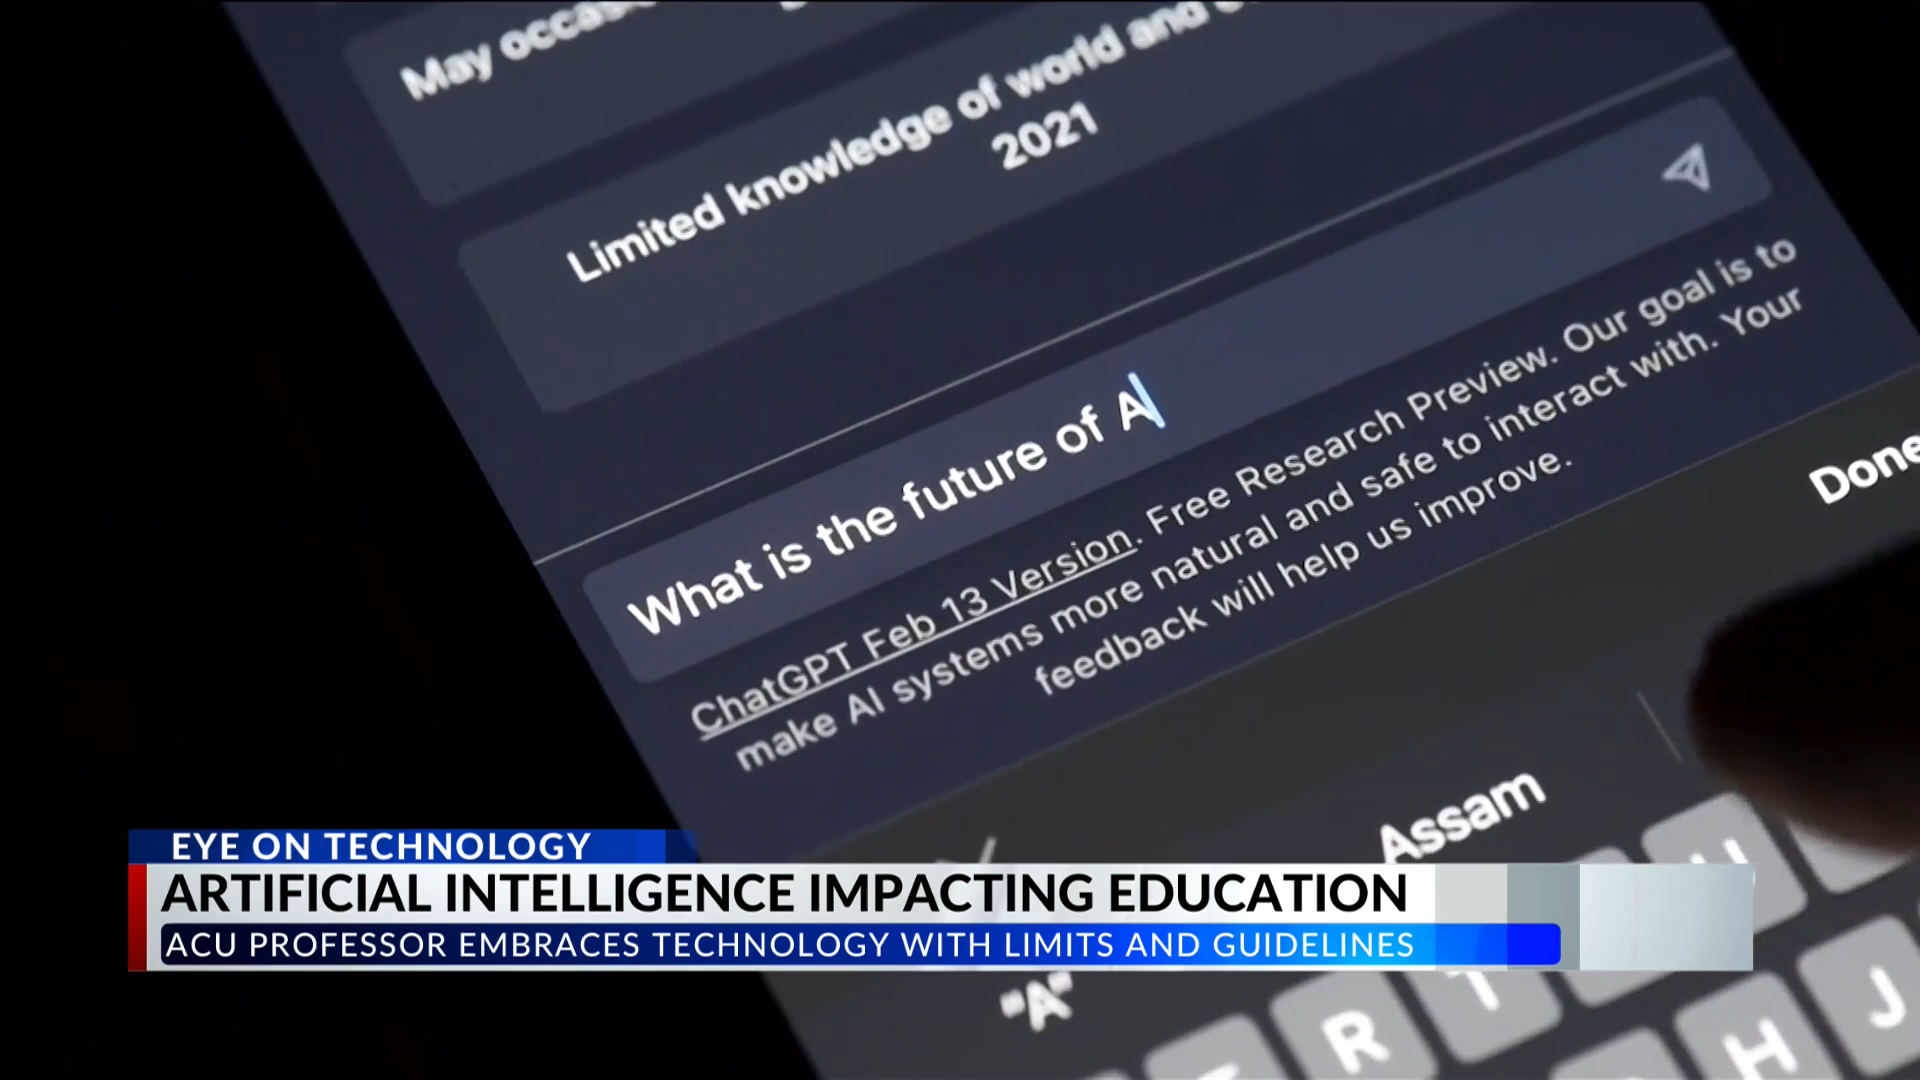 May
Limited knowledge of world and
2021
What is the future of A
ChatGPT Feb 13 Version. Free Research Preview. Our goal is to
make AI systems more natural and safe to interact with. Your
feedback will help us improve.
Done
"A"
Assam
R T U
H J
EYE ON TECHNOLOGY
ARTIFICIAL INTELLIGENCE IMPACTING EDUCATION
ACU PROFESSOR EMBRACES TECHNOLOGY WITH LIMITS AND GUIDELINES